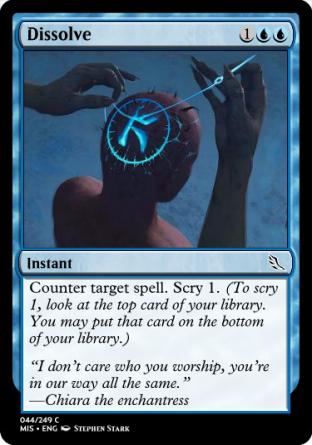 Dissolve 1
Instant
Counter target spell. Scry 1. (To scry
1, look at the top card of your library.
You may put that card on the bottom
of your library.)
“I don't care who you worship, you're
in our way all the same.”
—Chiara the enchantress
044/249 C
MIS • ENG Stephen Stark